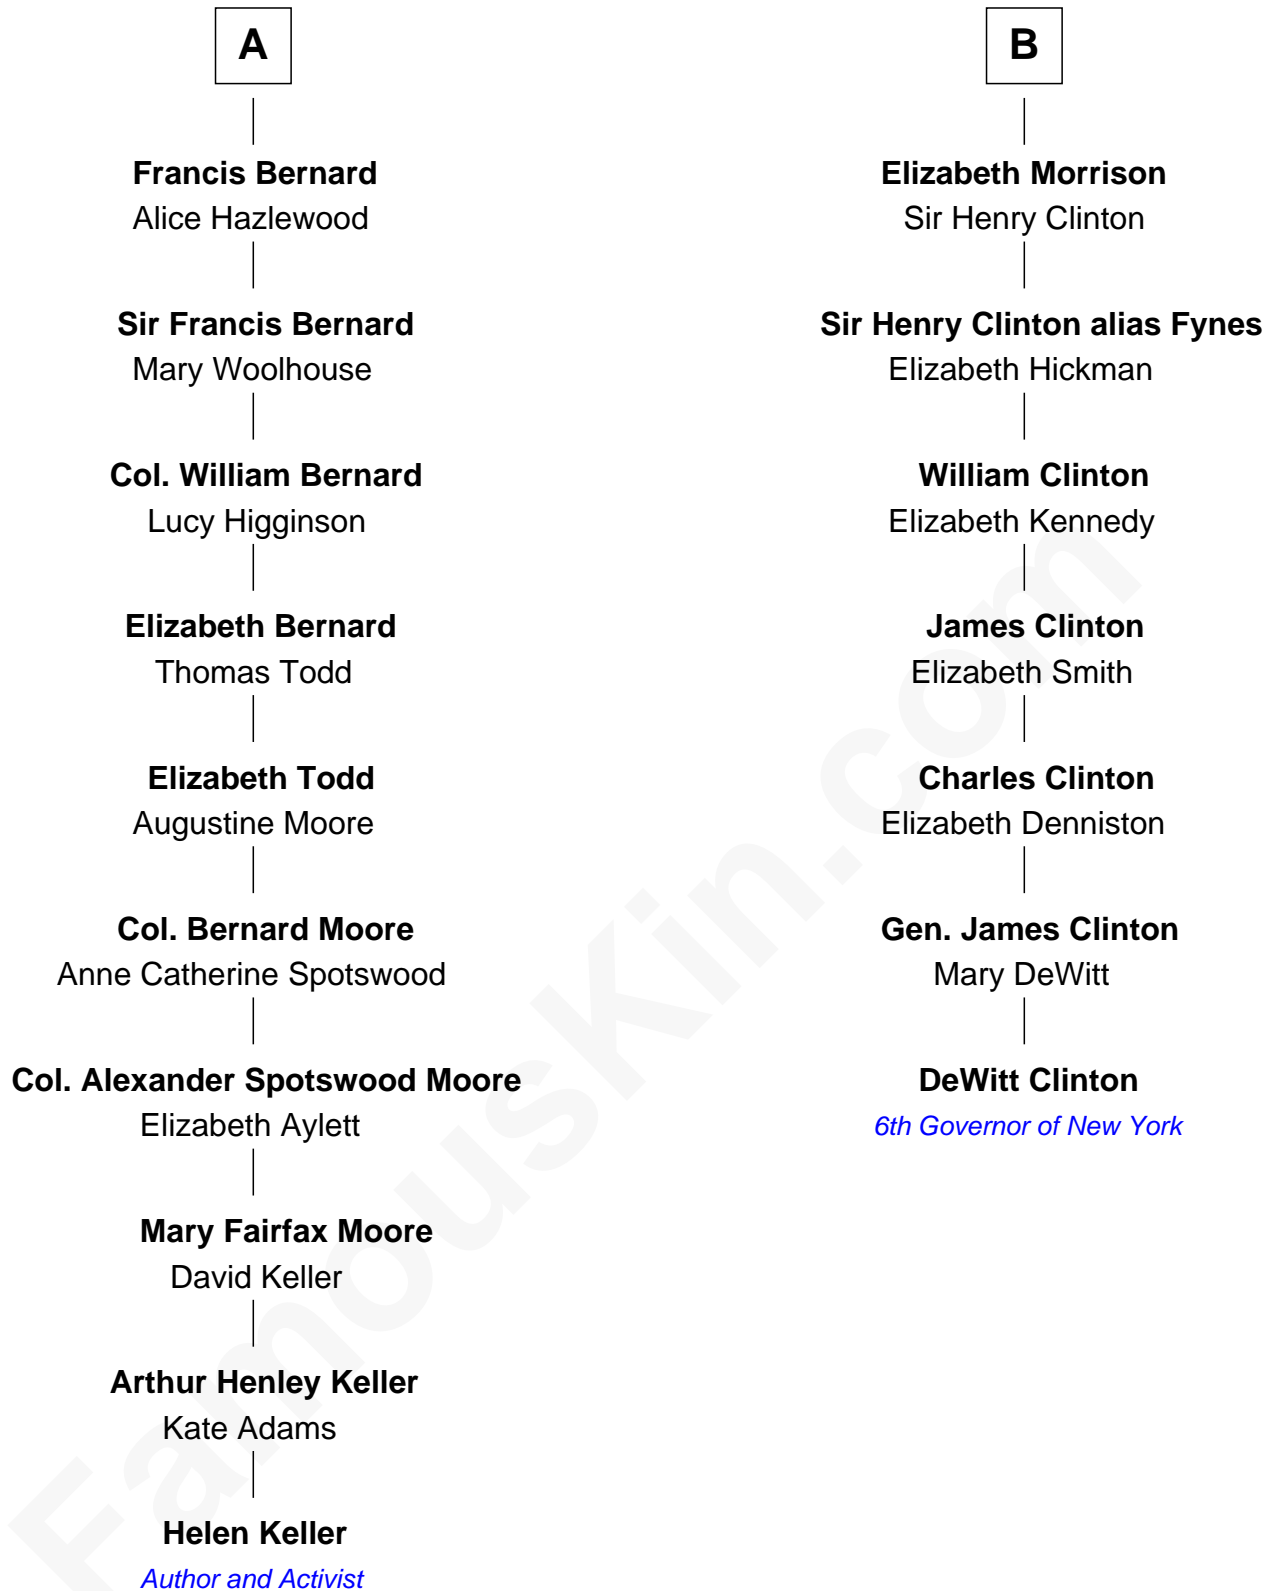 A
Francis Bernard
Alice Hazlewood
Sir Francis Bernard
Mary Woolhouse
Col. William Bernard
Lucy Higginson
Elizabeth Bernard
Thomas Todd
Elizabeth Todd
Augustine Moore
Col. Bernard Moore
Anne Catherine Spotswood
Col. Alexander Spotswood Moore
Elizabeth Aylett
Mary Fairfax Moore
David Keller
Arthur Henley Keller
Kate Adams
Helen Keller
Author and Activist
B
Elizabeth Morrison
Sir Henry Clinton
Sir Henry Clinton alias Fynes
Elizabeth Hickman
William Clinton
Elizabeth Kennedy
James Clinton
Elizabeth Smith
Charles Clinton
Elizabeth Denniston
Gen. James Clinton
Mary DeWitt
DeWitt Clinton
6th Governor of New York
FamousKin.com